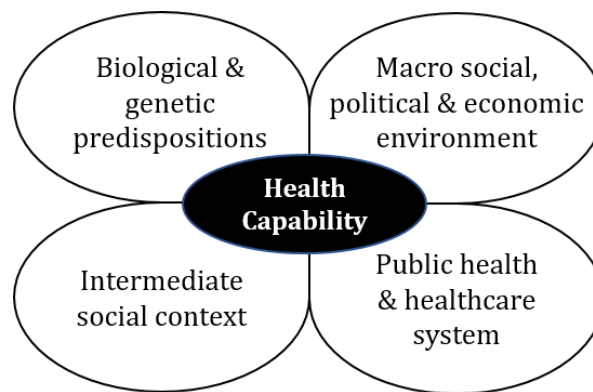 Biological &
genetic
predispositions
Macro social,
political & economic
environment
Health
Capability
Intermediate
social context
Public health
& healthcare
system